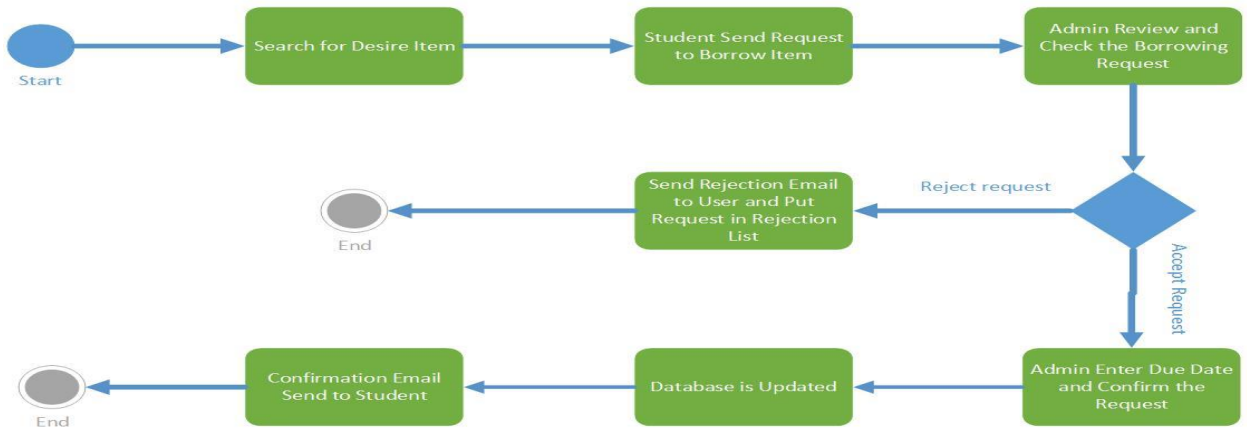 Start
Search for Desire Item
Student Send Request
to Borrow Item
Admin Review and
Check the Borrowing
Request
Reject request
Send Rejection Email
to User and Put
Request in Rejection
List
End
Accept Request
Admin Enter Due Date
and Confirm the
Request
Database is Updated
Confirmation Email
Send to Student
End